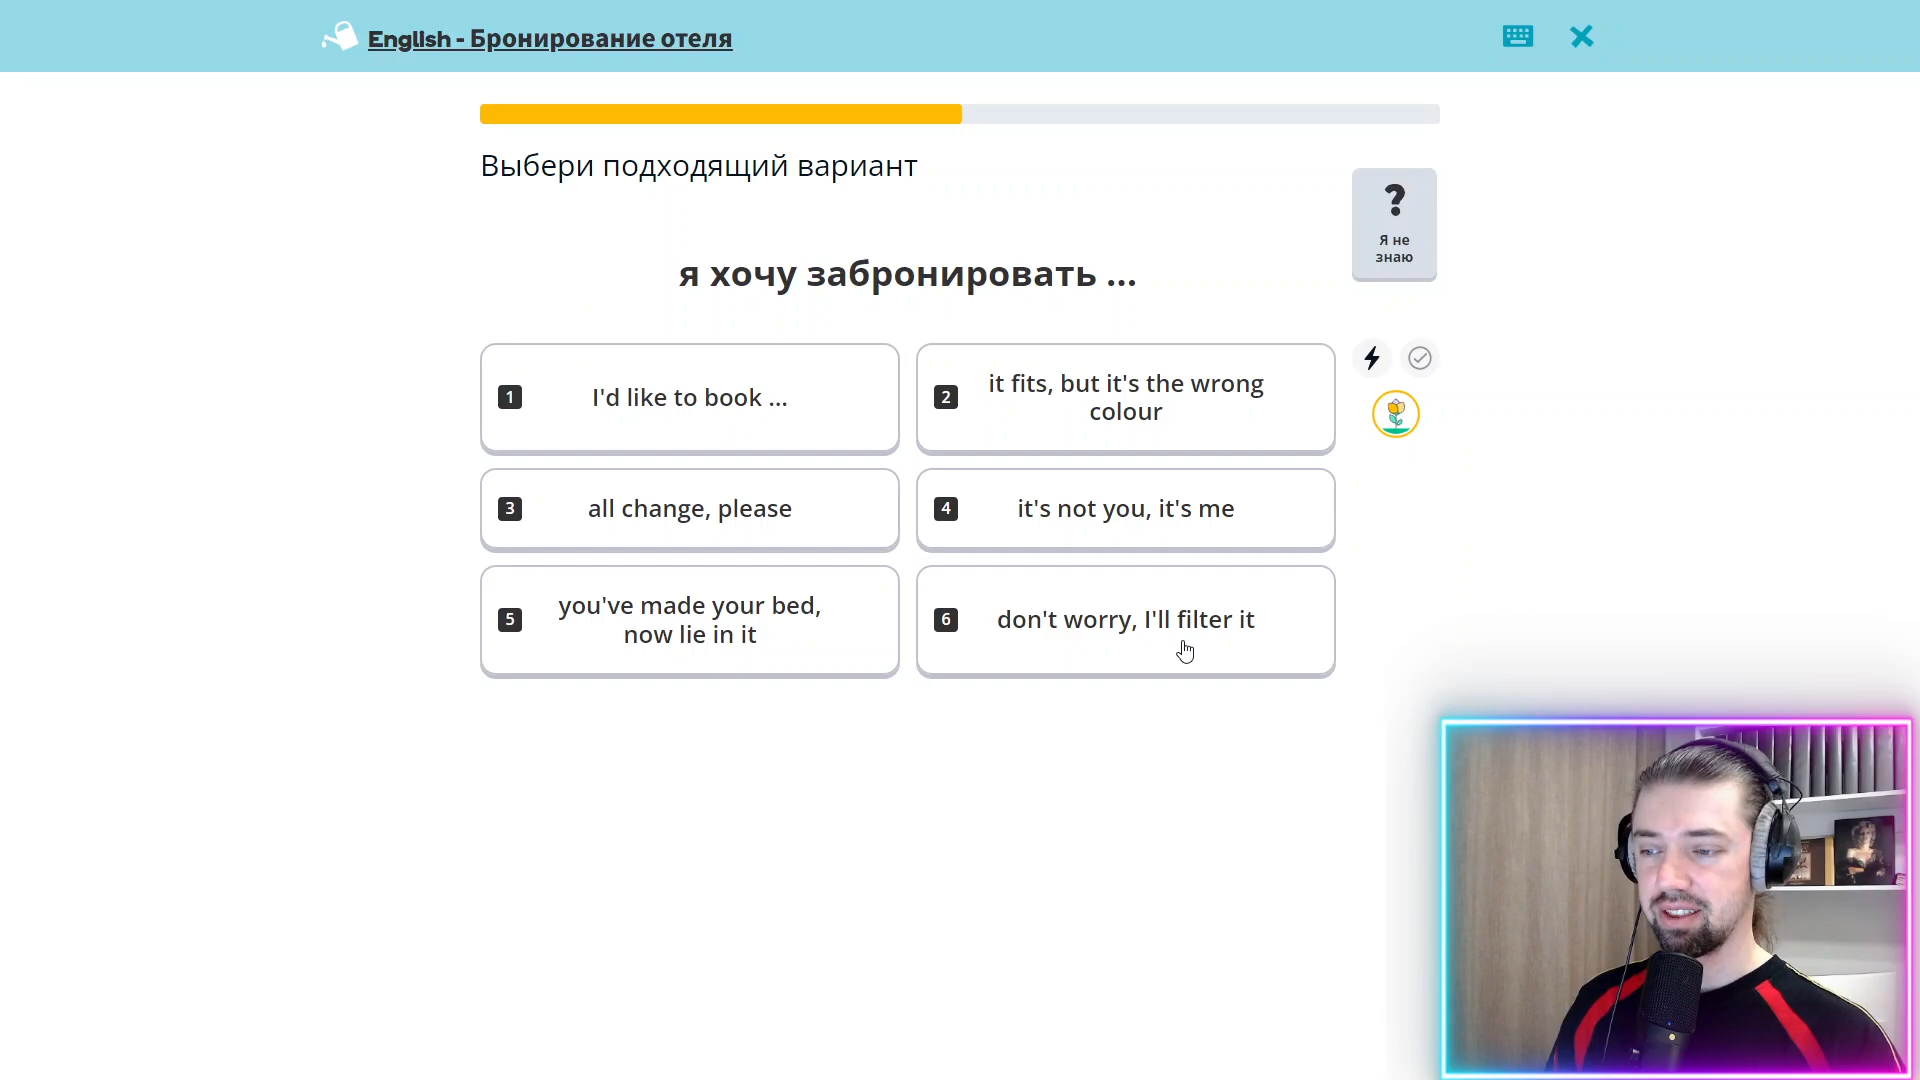 English - Бронирование отеля
Выбери подходящий вариант
?
Я не
знаю
я хочу забронировать ...
1 I'd like to book ...
2 it fits, but it's the wrong
colour
3 all change, please
4 it's not you, it's me
5 you've made your bed,
now lie in it
6 don't worry, I'll filter it